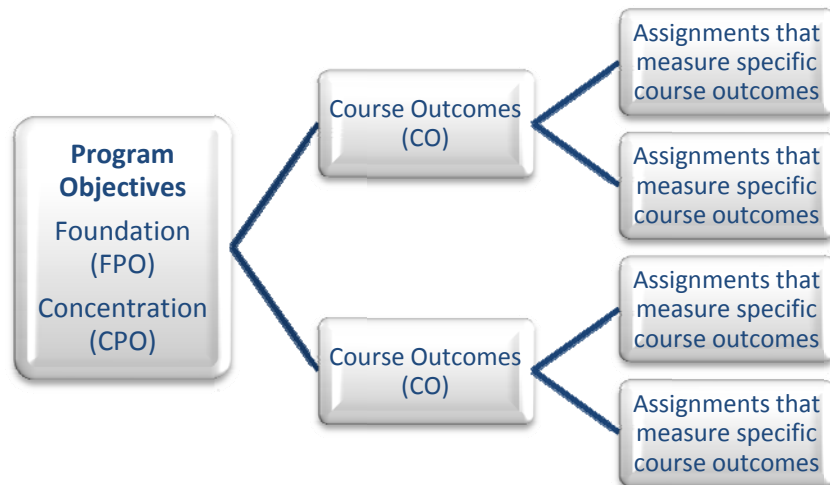 Program
Objectives
Foundation
(FPO)
Concentration
(CPO)
Course Outcomes
(CO)
Assignments that
measure specific
course outcomes
Assignments that
measure specific
course outcomes
Course Outcomes
(CO)
Assignments that
measure specific
course outcomes
Assignments that
measure specific
course outcomes